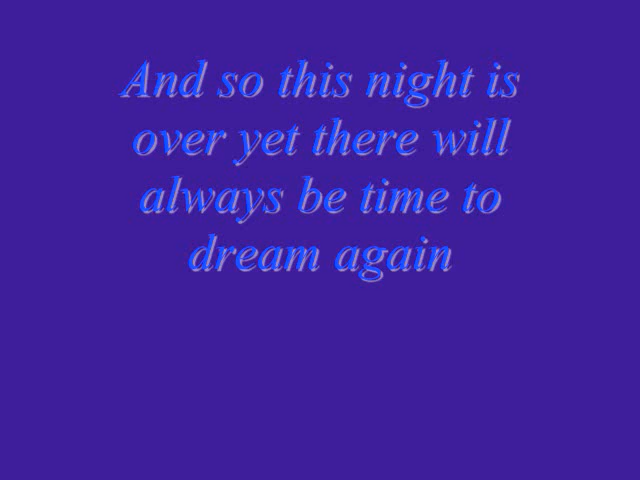 And so this night is
over yet there will
always be time to
dream again